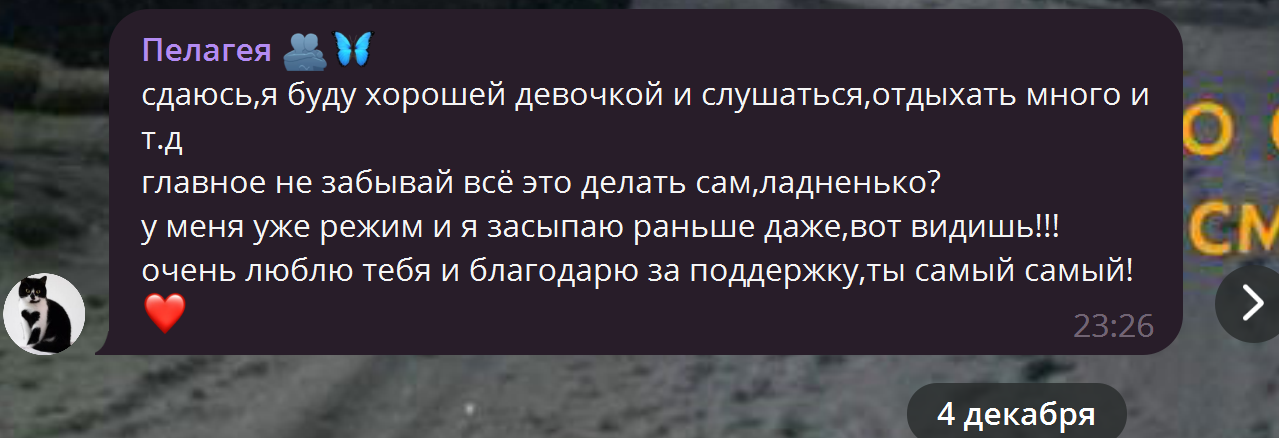 Пелагея 🫂🦋
сдаюсь,я буду хорошей девочкой и слушаться,отдыхать много и
т.д
главное не забывай всё это делать сам,ладненько?
у меня уже режим и я засыпаю раньше даже,вот видишь!!!
очень люблю тебя и благодарю за поддержку,ты самый самый!
❤️
23:26
4 декабря